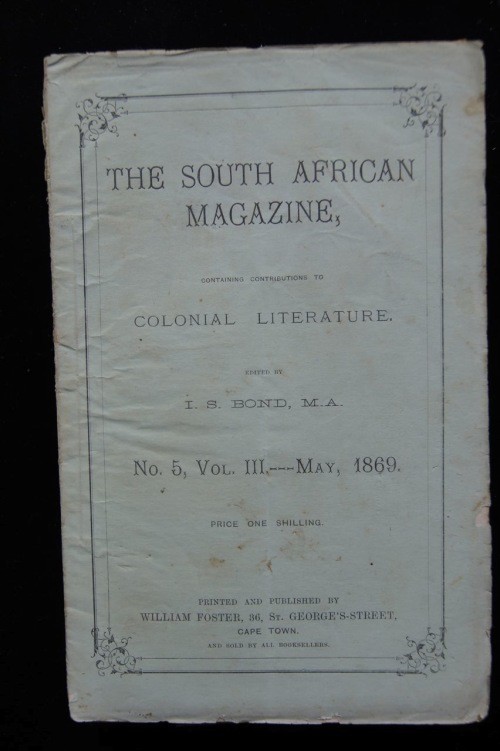 THE SOUTH AFRICAN
MAGAZINE,
CONTAINING CONTRIBUTIONS TO
COLONIAL LITERATURE.
EDITED BY
I. S. BOND, M.A.
No. 5, Vol. III.---May, 1869.
PRICE ONE SHILLING.
PRINTED AND PUBLISHED BY
WILLIAM FOSTER, 36, St. GEORGE'S-STREET,
CAPE TOWN.
AND SOLD BY ALL BOOKSELLERS.